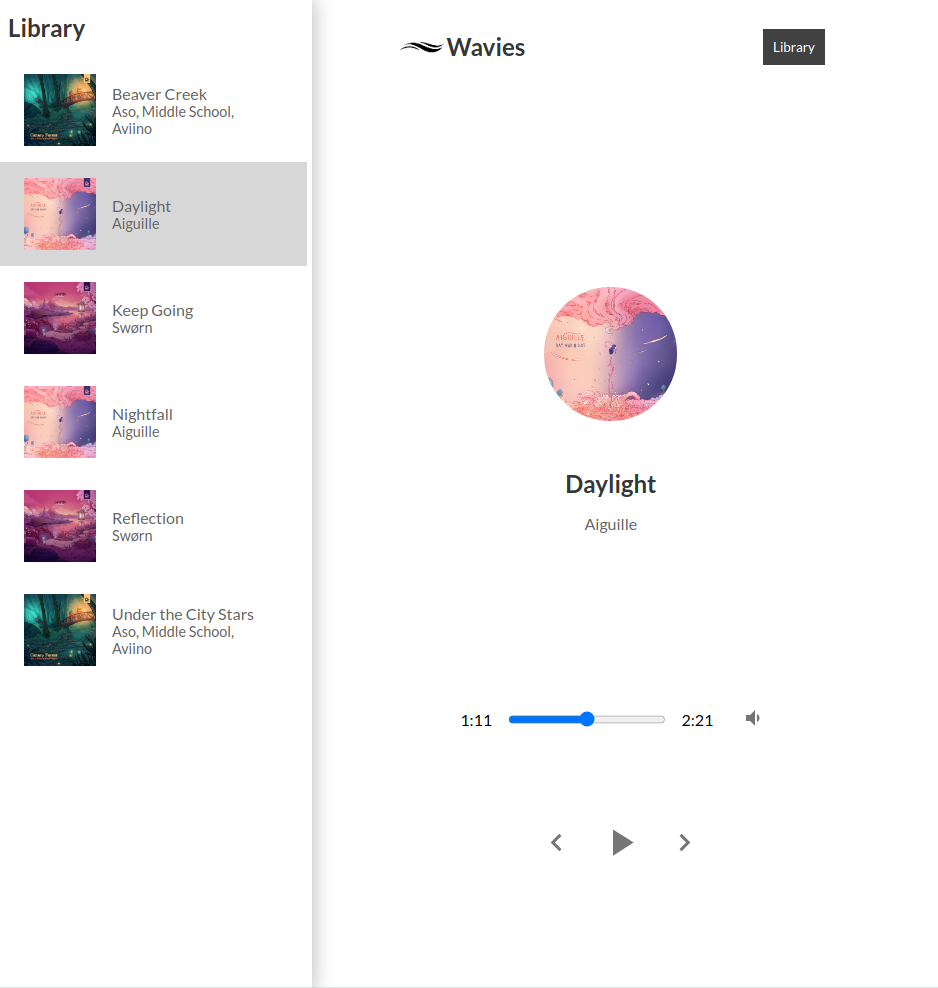 Library
Beaver Creek
Aso, Middle School,
Aviino
Daylight
Aiguille
Keep Going
Swørn
Nightfall
Aiguille
Reflection
Swørn
Under the City Stars
Aso, Middle School,
Aviino
Wavies
Library
AIGUILLE
Daylight
Aiguille
1:11
2:21